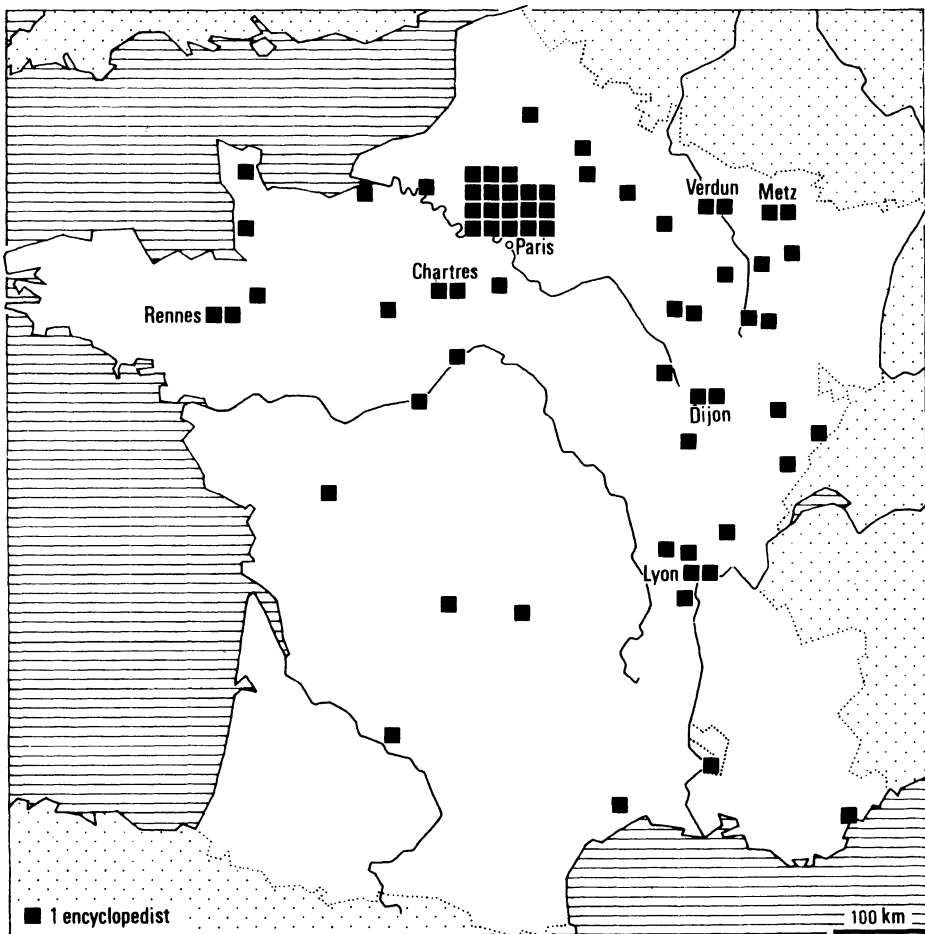 Verdun
Metz
Paris
Chartres
Rennes
Dijon
Lyon
1 encyclopedist
100 km